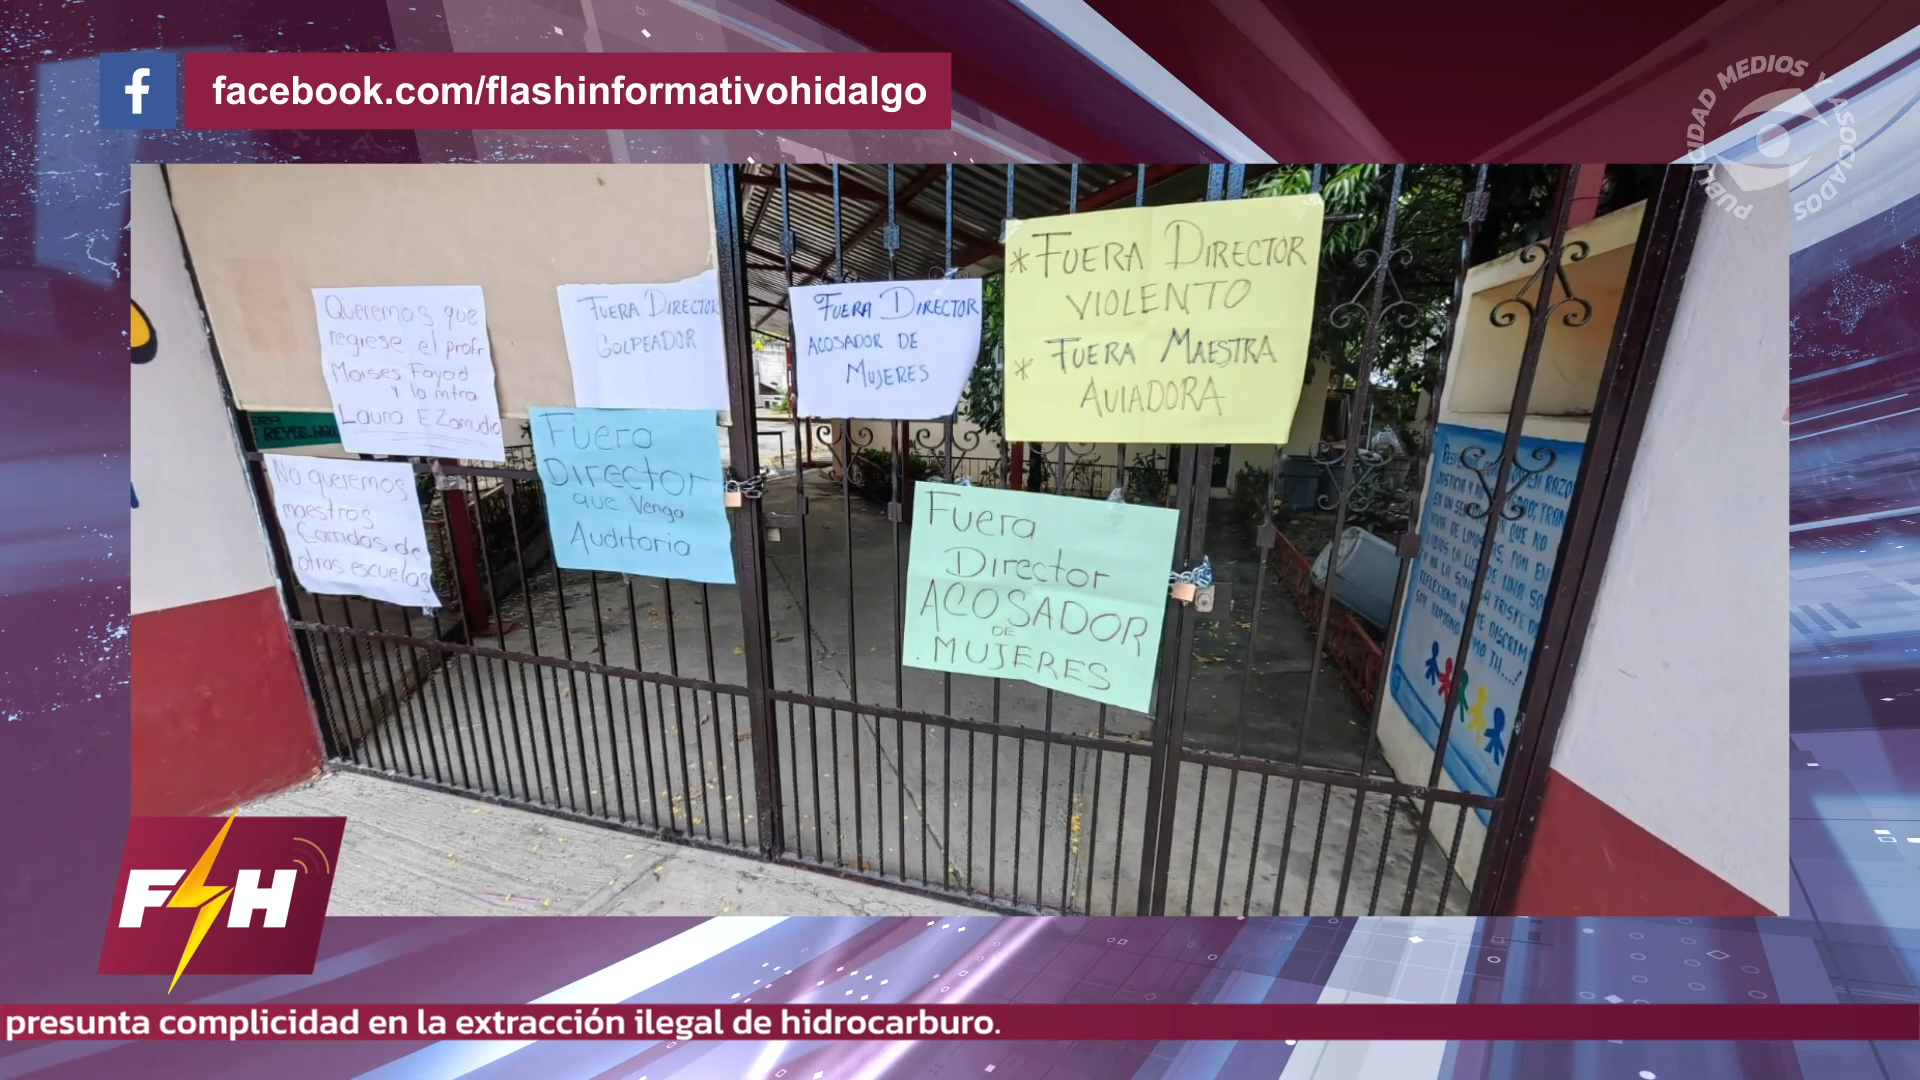 facebook.com/flashinformativohidalgo
PUBLICIDAD MEDIOS Y ASOCIADOS
Queremos que
regrese el profr
Moises Fayad
y la mtra
Laura E Zamudio
FUERA DIRECTOR
GOLPEADOR
FUERA DIRECTOR
ACOSADOR DE
MUJERES
* FUERA DIRECTOR
VIOLENTO
* FUERA MAESTRA
AVIADORA
No queremos
maestros
Corridos de
otras escuelas
Fuera
Director
que venga
Auditoria
Fuera
Director
ACOSADOR
DE
MUJERES
FH
presunta complicidad en la extracción ilegal de hidrocarburo.